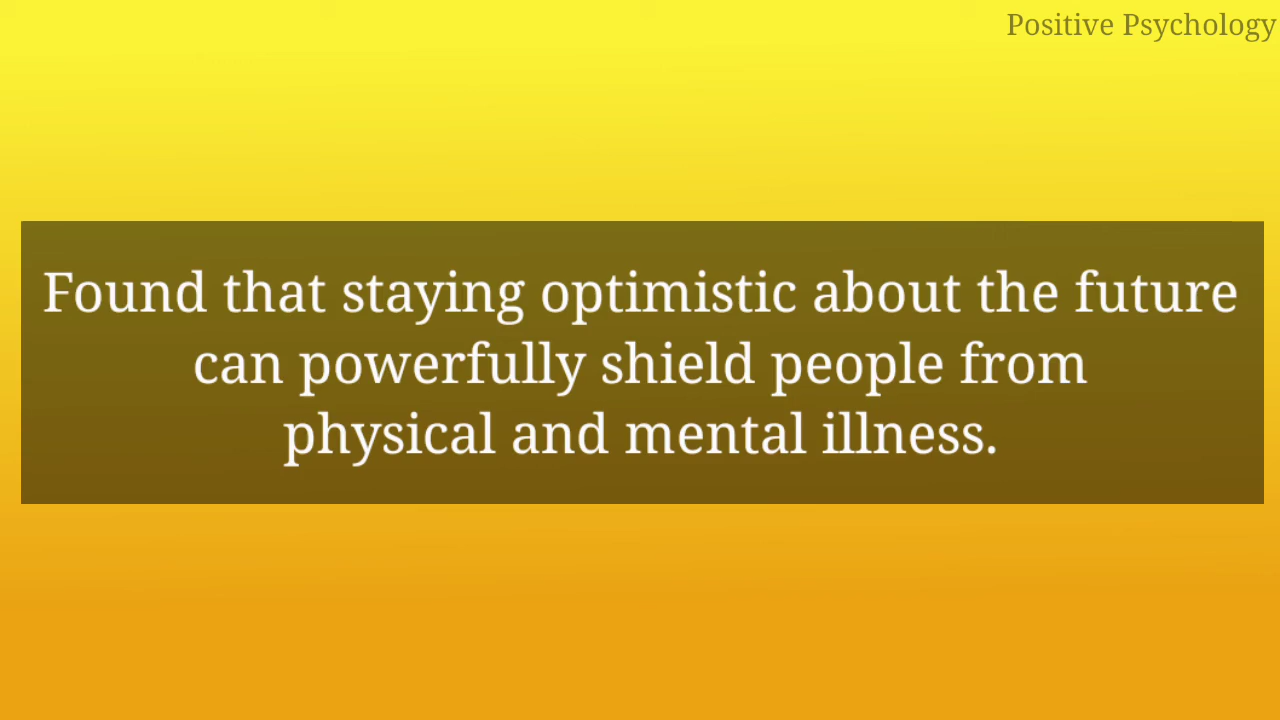 Positive Psychology
Found that staying optimistic about the future
can powerfully shield people from
physical and mental illness.